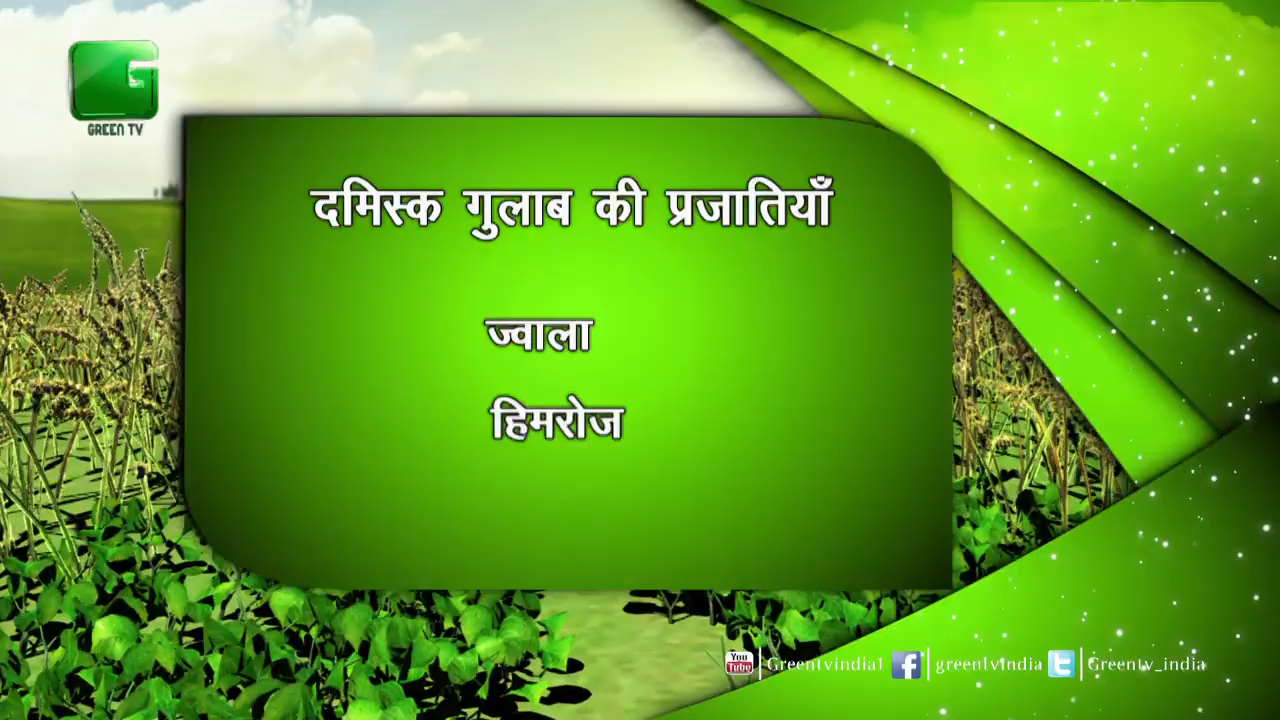 GREEN TV
दमिस्क गुलाब की प्रजातियाँ
ज्वाला
हिमरोज
You Tube Greentvindia1 f greentvindia t Greentv_india